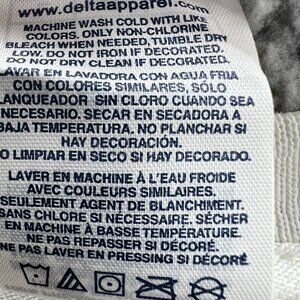 www.deltaapparel.com
MACHINE WASH COLD WITH LIKE
COLORS. ONLY NON-CHLORINE
BLEACH WHEN NEEDED, TUMBLE DRY
LOW. DO NOT IRON IF DECORATED.
DO NOT DRY CLEAN IF DECORATED.
LAVAR EN LAVADORA CON AGUA FRIA
CON COLORES SIMILARES, SÓLO
BLANQUEADOR SIN CLORO CUANDO SEA
NECESARIO. SECAR EN SECADORA A
BAJA TEMPERATURA. NO PLANCHAR SI
HAY DECORACIÓN.
NO LIMPIAR EN SECO SI HAY DECORADO.
LAVER EN MACHINE À L'EAU FROIDE
AVEC COULEURS SIMILAIRES.
SEULEMENT AGENT DE BLANCHIMENT
SANS CHLORE SI NÉCESSAIRE. SÉCHER
EN MACHINE À BASSE TEMPÉRATURE.
NE PAS REPASSER SI DÉCORÉ.
NE PAS LAVER EN PRESSING SI DÉCORÉ